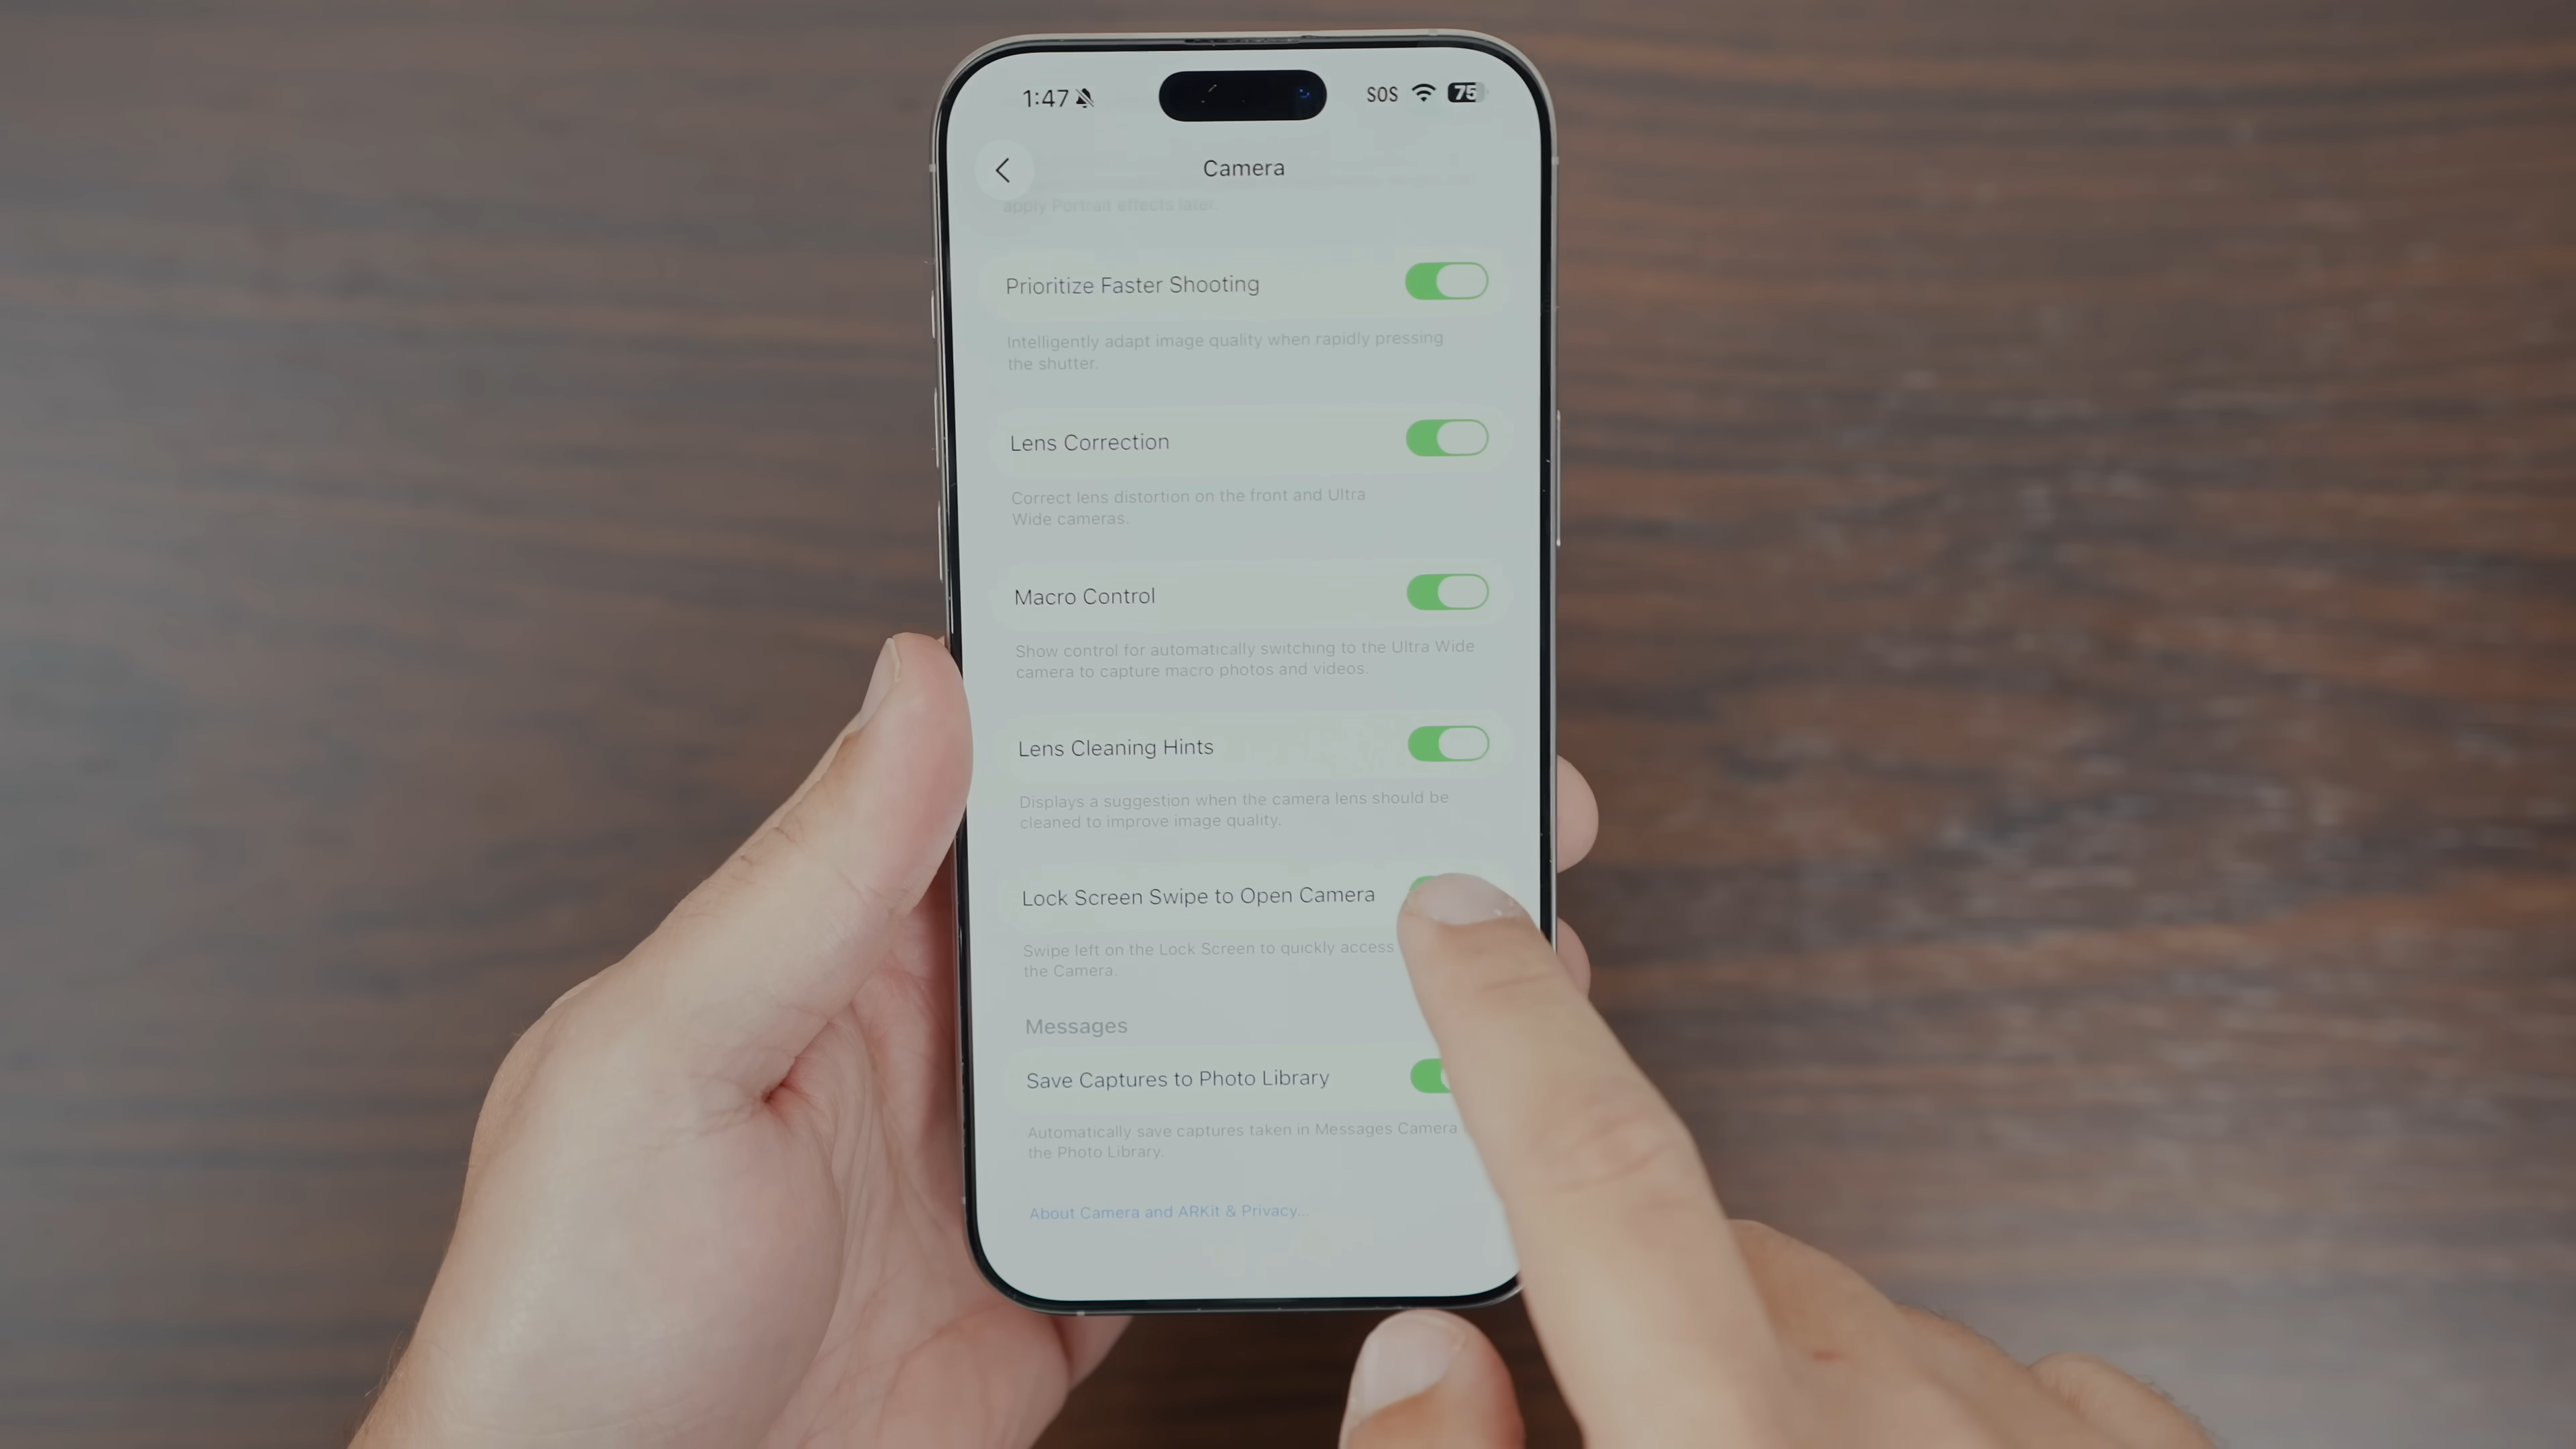 1:47
SOS
75
Camera
apply Portrait effects later
Prioritize Faster Shooting
Intelligently adapt image quality when rapidly pressing
the shutter.
Lens Correction
Correct lens distortion on the front and Ultra
Wide cameras.
Macro Control
Show control for automatically switching to the Ultra Wide
camera to capture macro photos and videos.
Lens Cleaning Hints
Displays a suggestion when the camera lens should be
cleaned to improve image quality.
Lock Screen Swipe to Open Camera
Swipe left on the Lock Screen to quickly access
the Camera.
Messages
Save Captures to Photo Library
Automatically save captures taken in Messages Camera
the Photo Library.
About Camera and ARKit & Privacy...